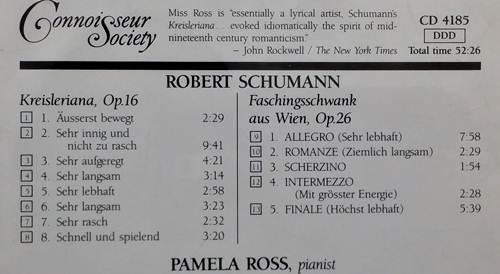 Connoisseur
Society
Miss Ross is "essentially a lyrical artist, Schumann's
Kreisleriana... evoked idiomatically the spirit of mid-
nineteenth century romanticism."
– John Rockwell / The New York Times
CD 4185
DDD
Total time 52:26
ROBERT SCHUMANN
Kreisleriana, Op.16
1 1. Äusserst bewegt 2:29
2 2. Sehr innig und
nicht zu rasch 9:41
3 3. Sehr aufgeregt 4:21
4 4. Sehr langsam 3:14
5 5. Sehr lebhaft 2:58
6 6. Sehr langsam 3:23
7 7. Sehr rasch 2:32
8 8. Schnell und spielend 3:20
Faschingsschwank
aus Wien, Op.26
9 1. ALLEGRO (Sehr lebhaft) 7:58
10 2. ROMANZE (Ziemlich langsam) 2:29
11 3. SCHERZINO 1:54
12 4. INTERMEZZO
(Mit grösster Energie) 2:28
13 5. FINALE (Höchst lebhaft) 5:39
PAMELA ROSS, pianist